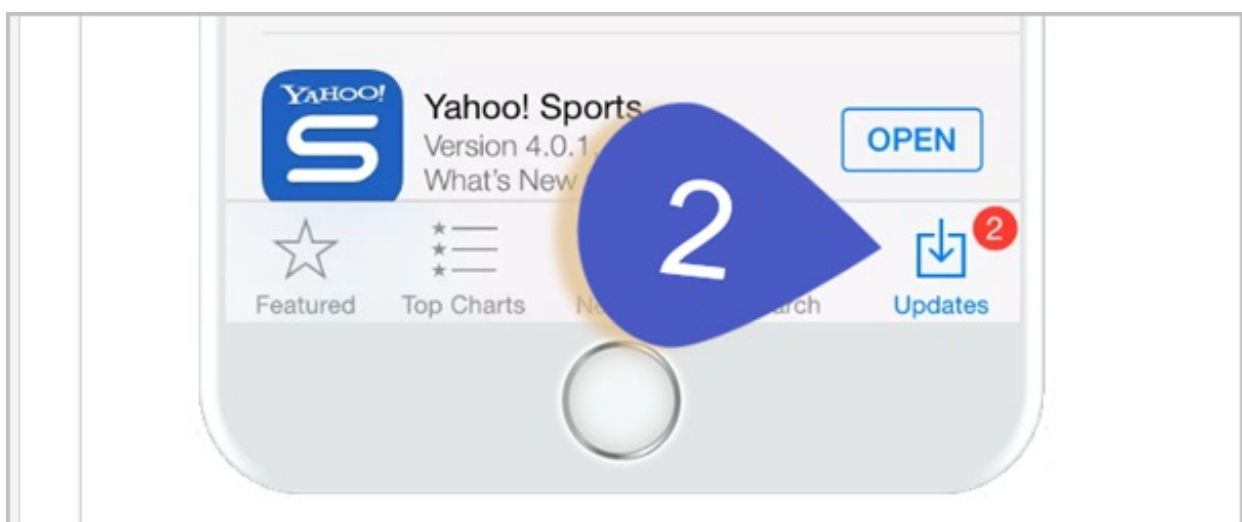 YAHOO!
S
Yahoo! Sports
Version 4.0.1
What's New
OPEN
2
2
Featured
Top Charts
Updates